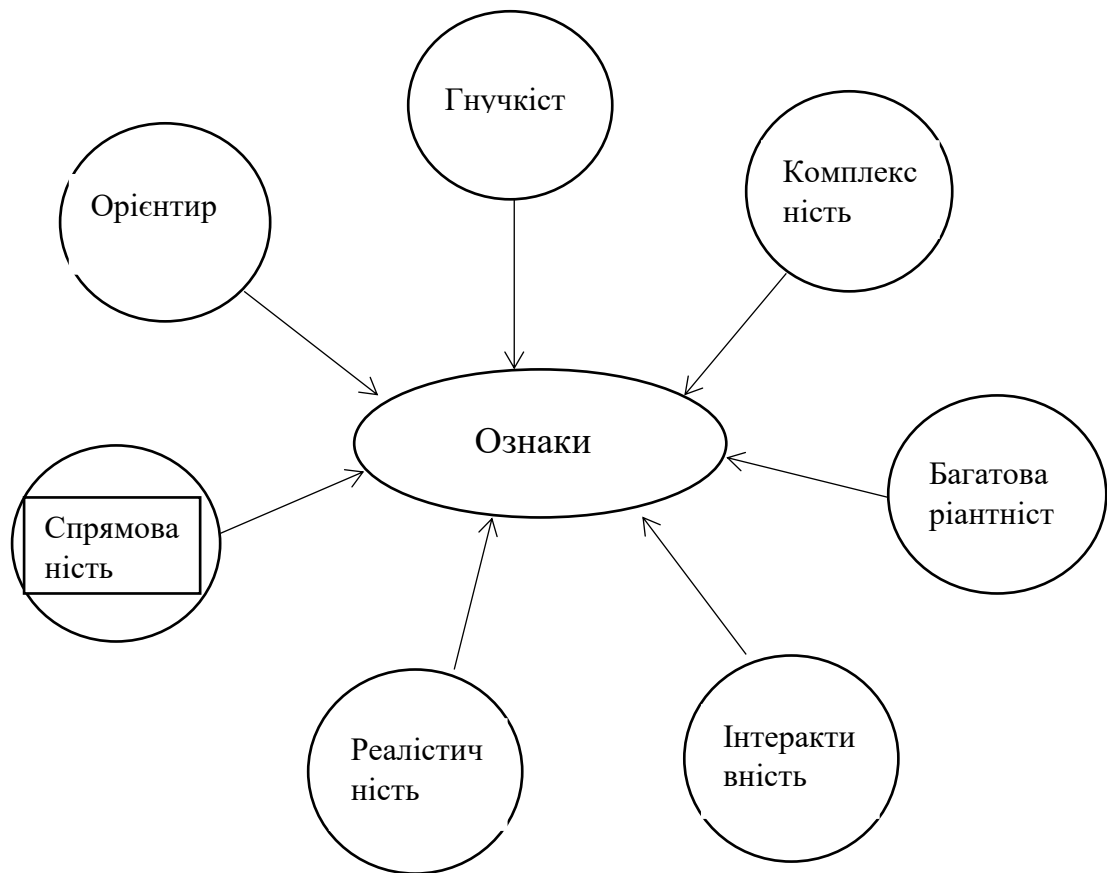 Гнучкіст
Комплекс
ність
Орієнтир
Ознаки
Багатова
ріантніст
Спрямова
ність
Реалістич
ність
Інтеракти
вність